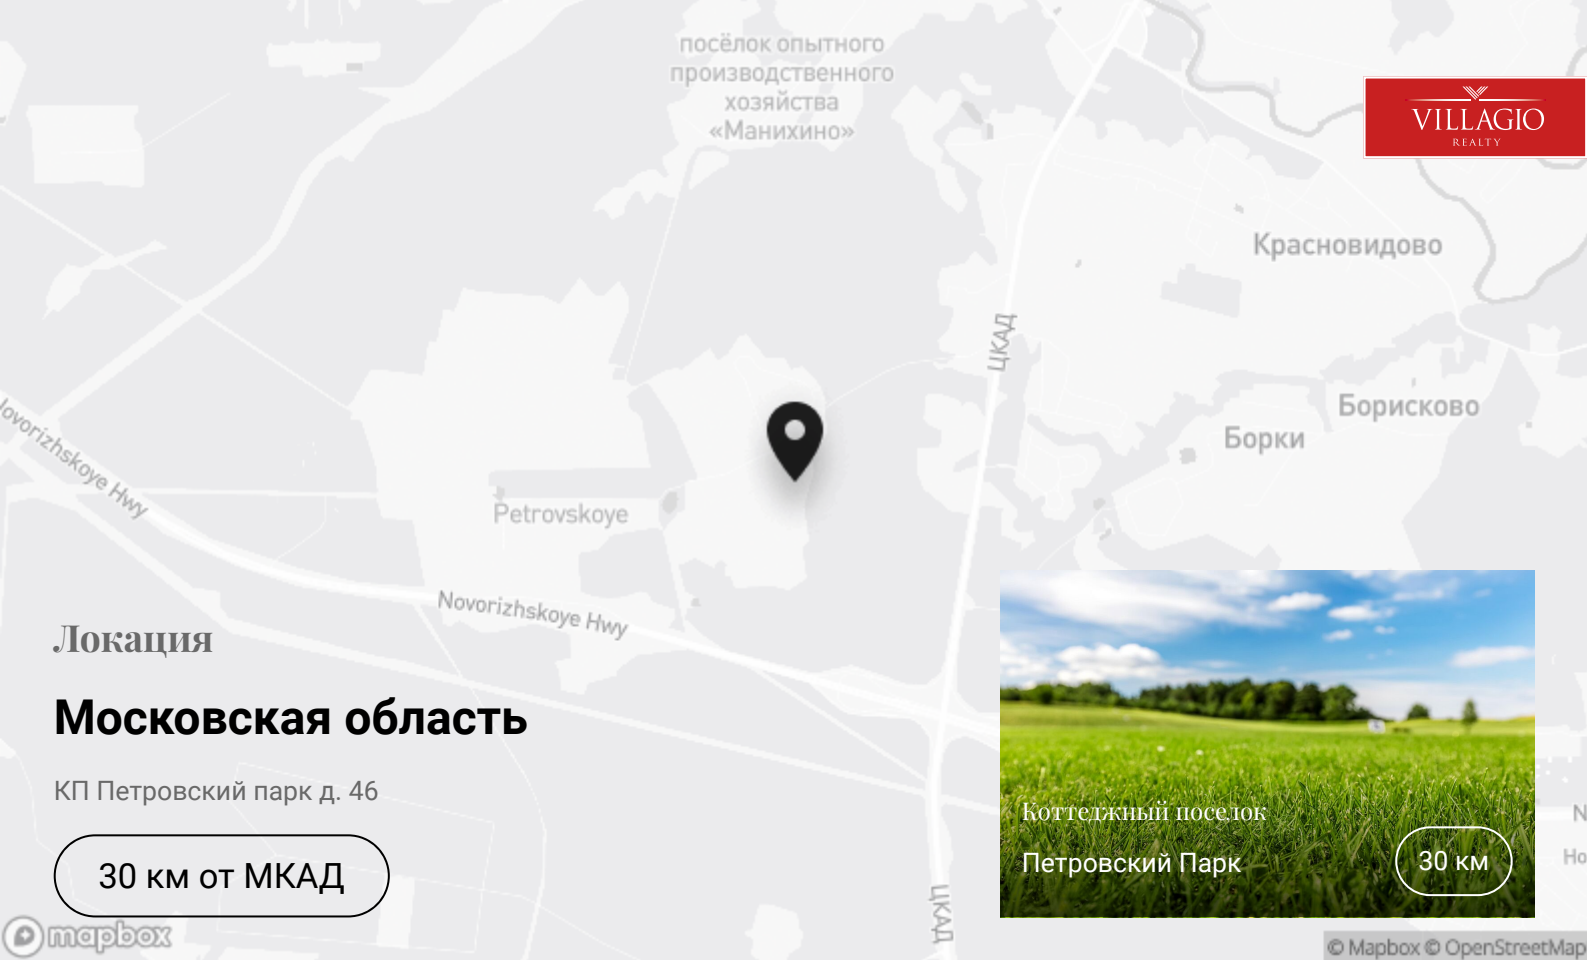 посёлок опытного
производственного
хозяйства
«Манихино»
VILLAGIO
REALTY
Красновидово
ЦКАД
Борисково
Борки
Novorizhskoye Hwy
Petrovskoye
Novorizhskoye Hwy
Локация
Московская область
КП Петровский парк д. 46
30 км от МКАД
Коттеджный поселок
Петровский Парк
30 км
ЦКАД
mapbox
© Mapbox © OpenStreetMap